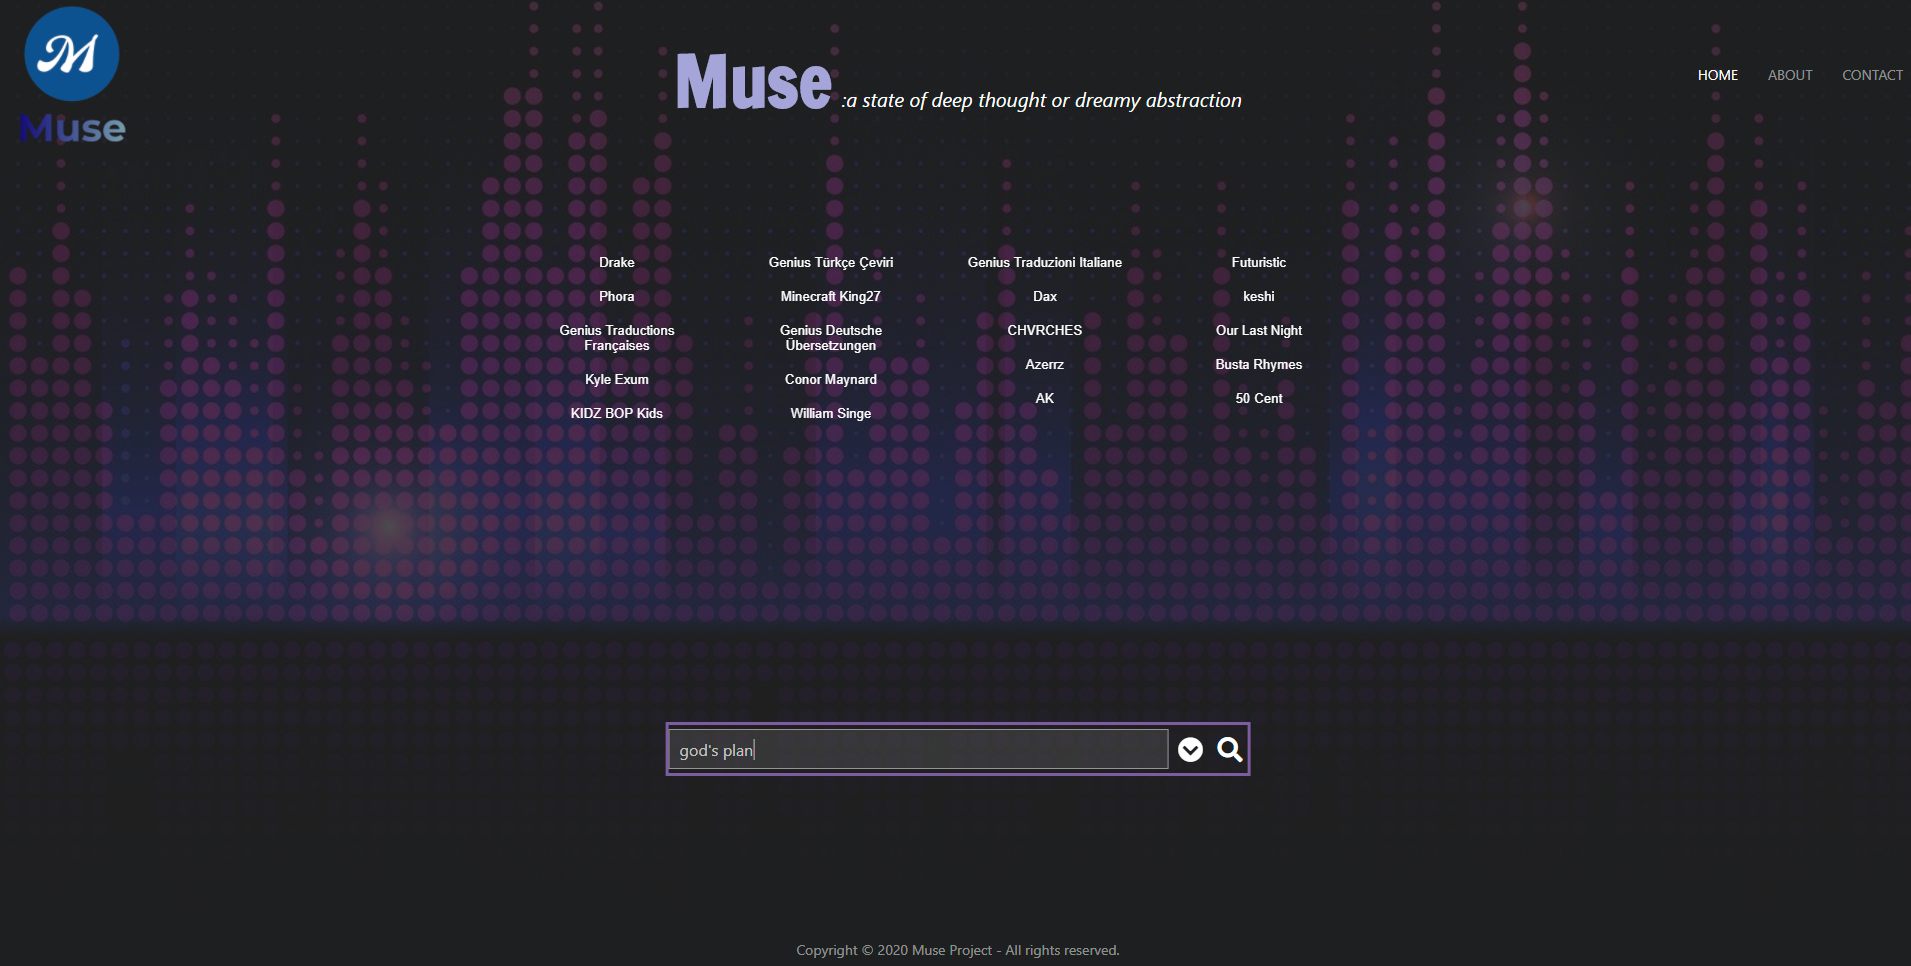 M
Muse
Muse :a state of deep thought or dreamy abstraction
HOME ABOUT CONTACT
Drake
Phora
Genius Traductions
Françaises
Kyle Exum
KIDZ BOP Kids
Genius Türkçe Çeviri
Minecraft King27
Genius Deutsche
Übersetzungen
Conor Maynard
William Singe
Genius Traduzioni Italiane
Dax
CHVRCHES
Azerrz
AK
Futuristic
keshi
Our Last Night
Busta Rhymes
50 Cent
god's plan
Copyright © 2020 Muse Project - All rights reserved.